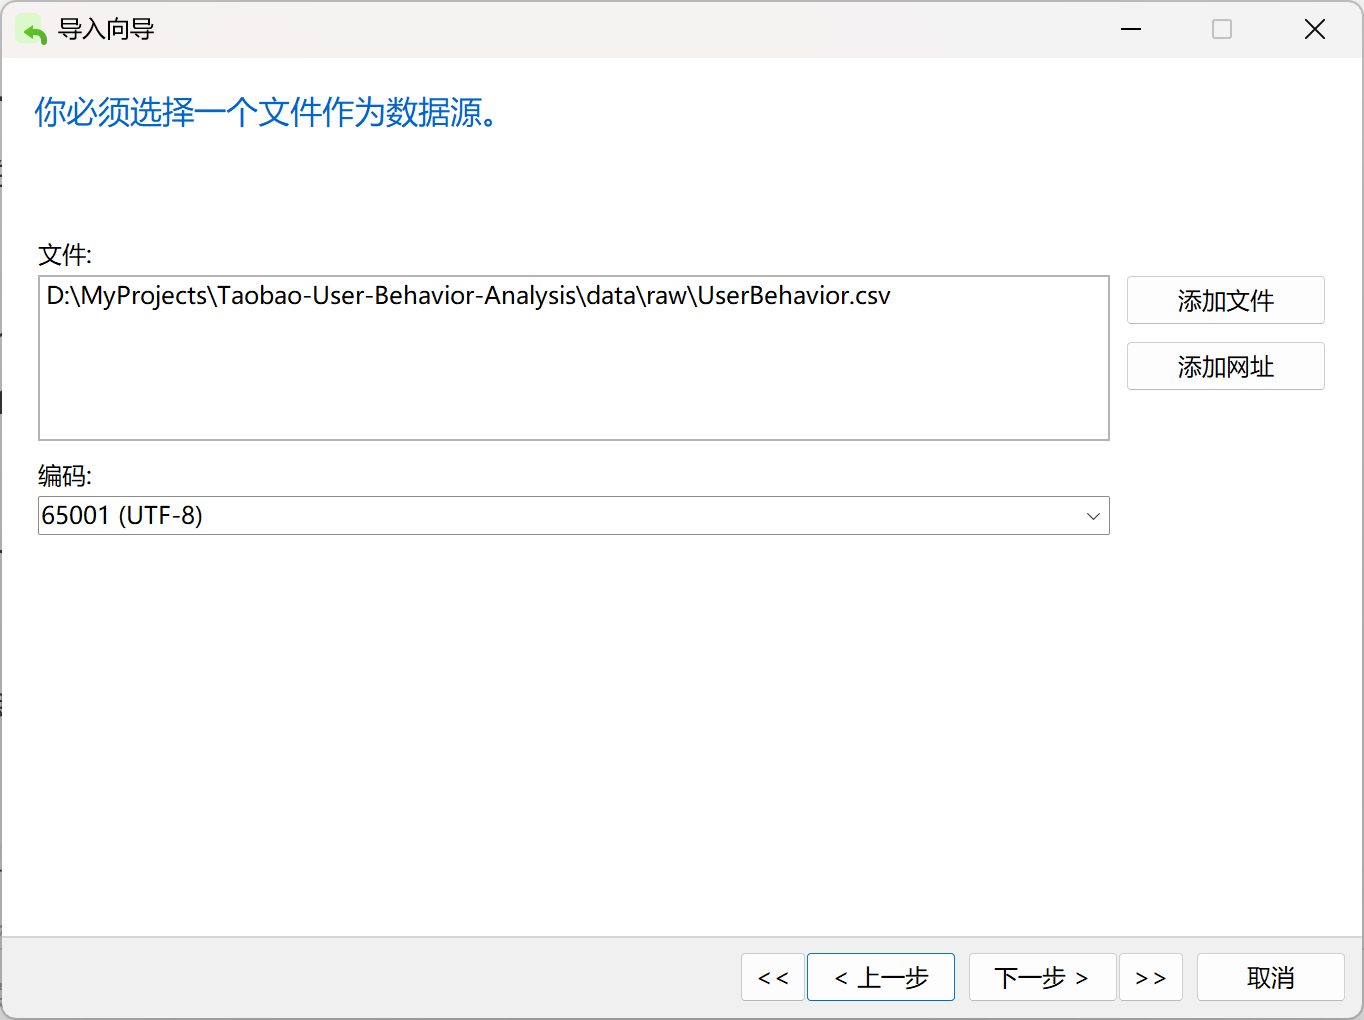 导入向导
你必须选择一个文件作为数据源。
文件:
D:\MyProjects\Taobao-User-Behavior-Analysis\data\raw\UserBehavior.csv
添加文件
添加网址
编码:
65001 (UTF-8)
<< < 上一步 下一步 > >> 取消